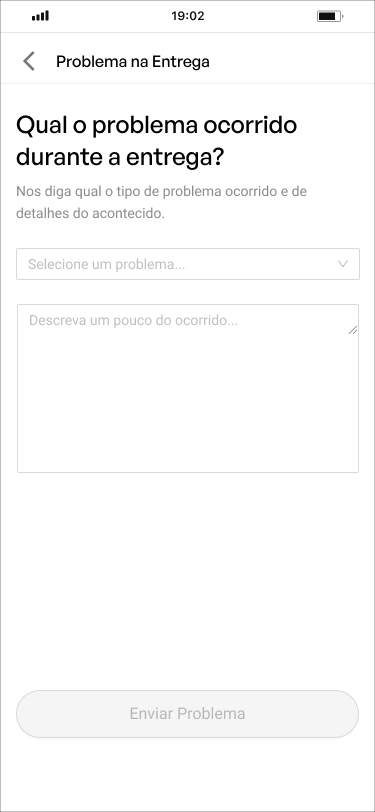 19:02
Problema na Entrega
Qual o problema ocorrido
durante a entrega?
Nos diga qual o tipo de problema ocorrido e de
detalhes do acontecido.
Selecione um problema...
Descreva um pouco do ocorrido...
Enviar Problema